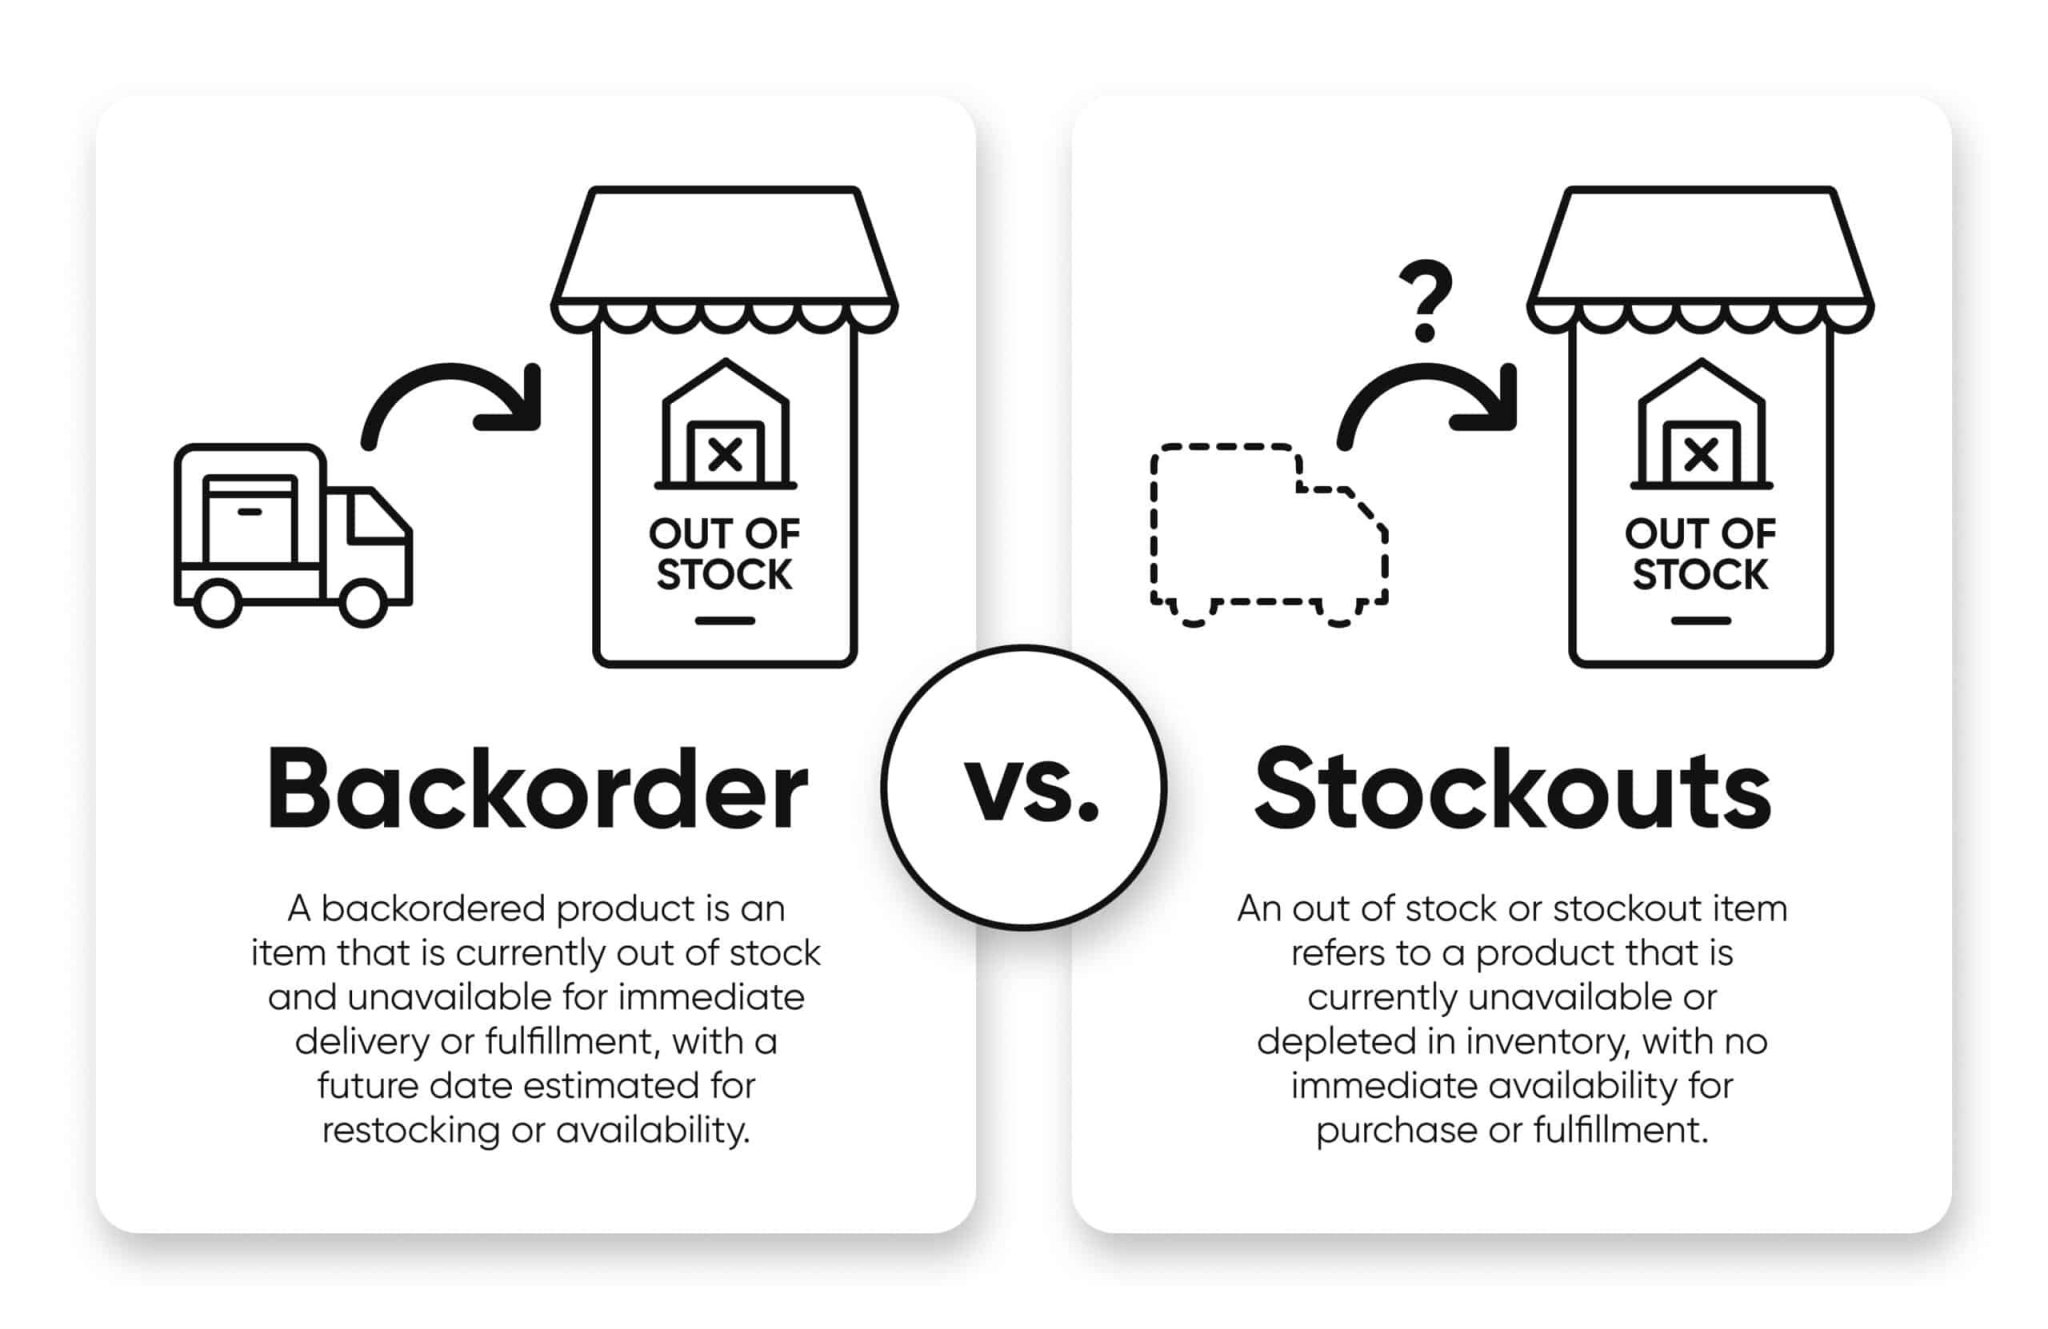 OUT OF
STOCK
Backorder
A backordered product is an
item that is currently out of stock
and unavailable for immediate
delivery or fulfillment, with a
future date estimated for
restocking or availability.
vs.
?
OUT OF
STOCK
Stockouts
An out of stock or stockout item
refers to a product that is
currently unavailable or
depleted in inventory, with no
immediate availability for
purchase or fulfillment.